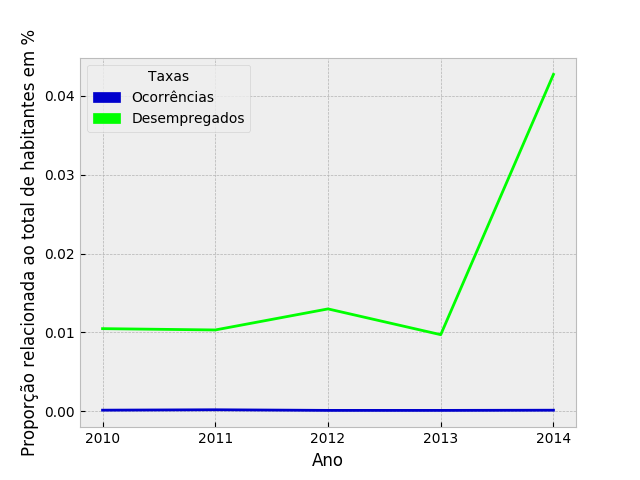 Proporção relacionada ao total de habitantes em %
Taxas
Ocorrências
Desempregados
0.04
0.03
0.02
0.01
0.00
2010 2011 2012 2013 2014
Ano